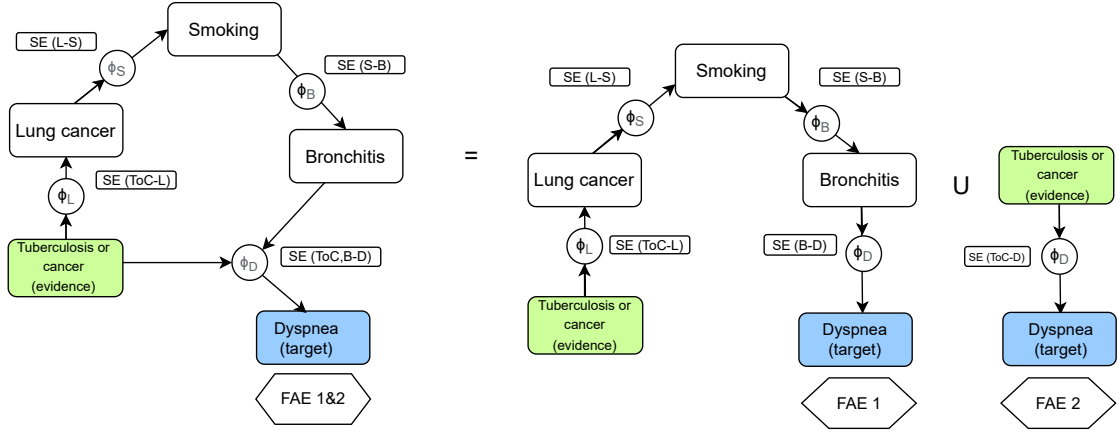 SE (L-S)
ϕS
Smoking
SE (S-B)
ϕB
Lung cancer
Bronchitis
SE (ToC-L)
ϕL
Tuberculosis or
cancer
(evidence)
ϕD
SE (ToC,B-D)
Dyspnea
(target)
FAE 1&2
=
SE (L-S)
ϕS
Smoking
SE (S-B)
ϕB
Lung cancer
Bronchitis
ϕL
SE (ToC-L)
SE (B-D)
ϕD
Tuberculosis or
cancer
(evidence)
Dyspnea
(target)
FAE 1
U
Tuberculosis or
cancer
(evidence)
SE (ToC-D)
ϕD
Dyspnea
(target)
FAE 2